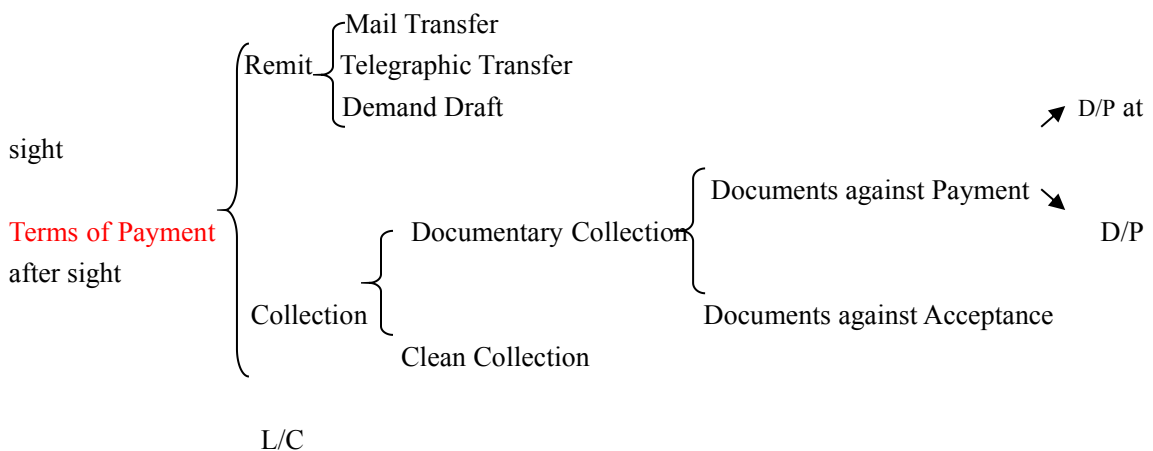 Mail Transfer
Remit Telegraphic Transfer
Demand Draft
D/P at
sight
Documents against Payment
Terms of Payment Documentary Collection D/P
after sight
Collection Documents against Acceptance
Clean Collection
L/C